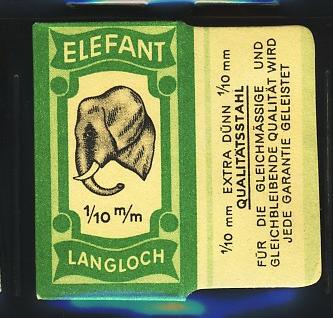 ELEFANT
1/10 m/m
LANGLOCH
1/10 mm EXTRA DÜNN 1/10 mm
QUALITÄTSSTAHL
FÜR DIE GLEICHMÄSSIGE UND
GLEICHBLEIBENDE QUALITÄT WIRD
JEDE GARANTIE GELEISTET